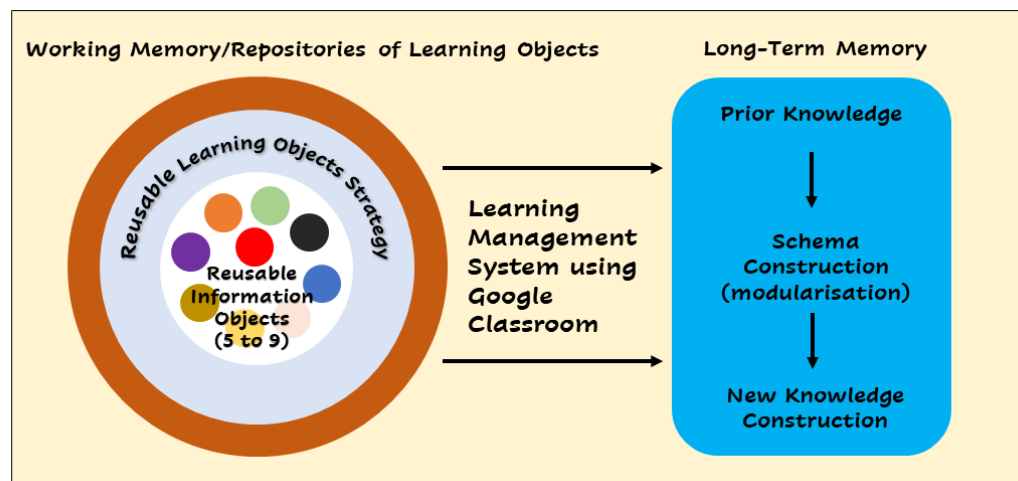 Working Memory/Repositories of Learning Objects
Reusable Learning Objects Strategy
Reusable
Information
Objects
(5 to 9)
Learning
Management
System using
Google
Classroom
Long-Term Memory
Prior Knowledge
Schema
Construction
(modularisation)
New Knowledge
Construction